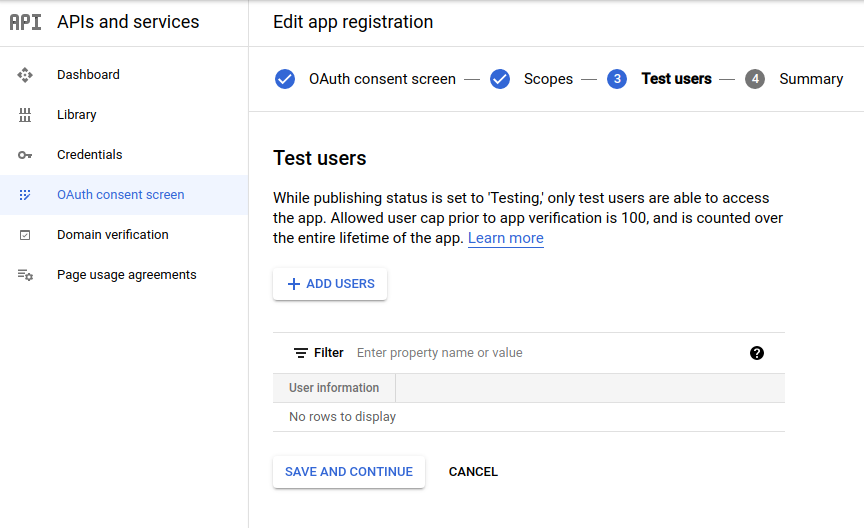 API APIs and services
Dashboard
Library
Credentials
OAuth consent screen
Domain verification
Page usage agreements
Edit app registration
OAuth consent screen — Scopes — 3 Test users — 4 Summary
Test users
While publishing status is set to 'Testing,' only test users are able to access
the app. Allowed user cap prior to app verification is 100, and is counted over
the entire lifetime of the app. Learn more
+ ADD USERS
Filter Enter property name or value ?
User information
No rows to display
SAVE AND CONTINUE CANCEL